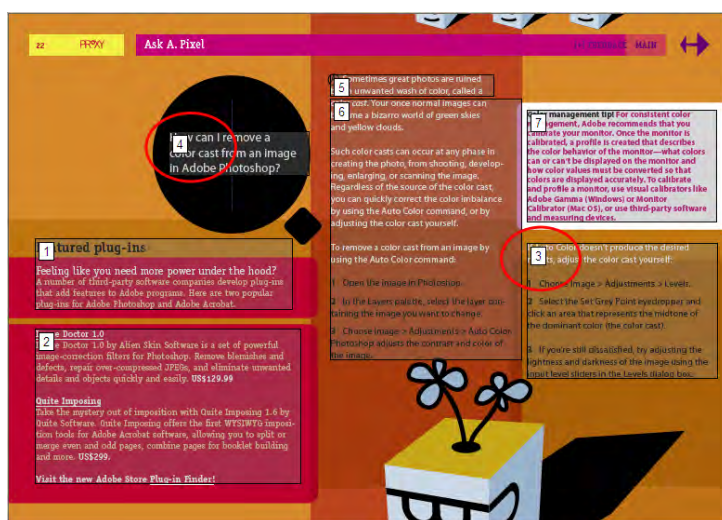 22 PROXY Ask A. Pixel MAIN
4
How can I remove a
color cast from an image
in Adobe Photoshop?
1
Featured plug-ins
Feeling like you need more power under the hood?
A number of third-party software companies develop plug-ins
that add features to Adobe programs. Here are two popular
plug-ins for Adobe Photoshop and Adobe Acrobat.
2
Doctor 1.0
Doctor 1.0 by Alien Skin Software is a set of powerful
image-correction filters for Photoshop. Remove blemishes and
defects, repair over-compressed JPEGs, and eliminate unwanted
details and objects quickly and easily. US$129.99
Quite Imposing
Take the mystery out of imposition with Quite Imposing 1.6 by
Quite Software. Quite Imposing offers the first WYSIWYG imposi-
tion tools for Adobe Acrobat software, allowing you to split or
merge even and odd pages, combine pages for booklet building
and more. US$299.
Visit the new Adobe Store Plug-in Finder!
5
Sometimes great photos are ruined
unwanted wash of color, called a
6
color cast. Your once normal images can
a bizarro world of green skies
and yellow clouds.
Such color casts can occur at any phase in
creating the photo, from shooting, develop-
ing, enlarging, or scanning the image.
Regardless of the source of the color cast,
you can quickly correct the color imbalance
by using the Auto Color command, or by
adjusting the color cast yourself.
To remove a color cast from an image by
using the Auto Color command:
1 Open the image in Photoshop.
2 In the Layers palette, select the layer con-
taining the image you want to change.
3 Choose Image > Adjustments > Auto Color.
Photoshop adjusts the contrast and color of
the image.
7
Color management tip! For consistent color
management, Adobe recommends that you
calibrate your monitor. Once the monitor is
calibrated, a profile is created that describes
the color behavior of the monitor—what colors
can or can't be displayed on the monitor and
how color values must be converted so that
colors are displayed accurately. To calibrate
and profile a monitor, use visual calibrators like
Adobe Gamma (Windows) or Monitor
Calibrator (Mac OS), or use third-party software
and measuring devices.
3
If Auto Color doesn't produce the desired
results, adjust the color cast yourself:
1 Choose Image > Adjustments > Levels.
2 Select the Set Grey Point eyedropper and
click an area that represents the midtone of
the dominant color (the color cast).
3 If you're still dissatisfied, try adjusting the
lightness and darkness of the image using the
input level sliders in the Levels dialog box.